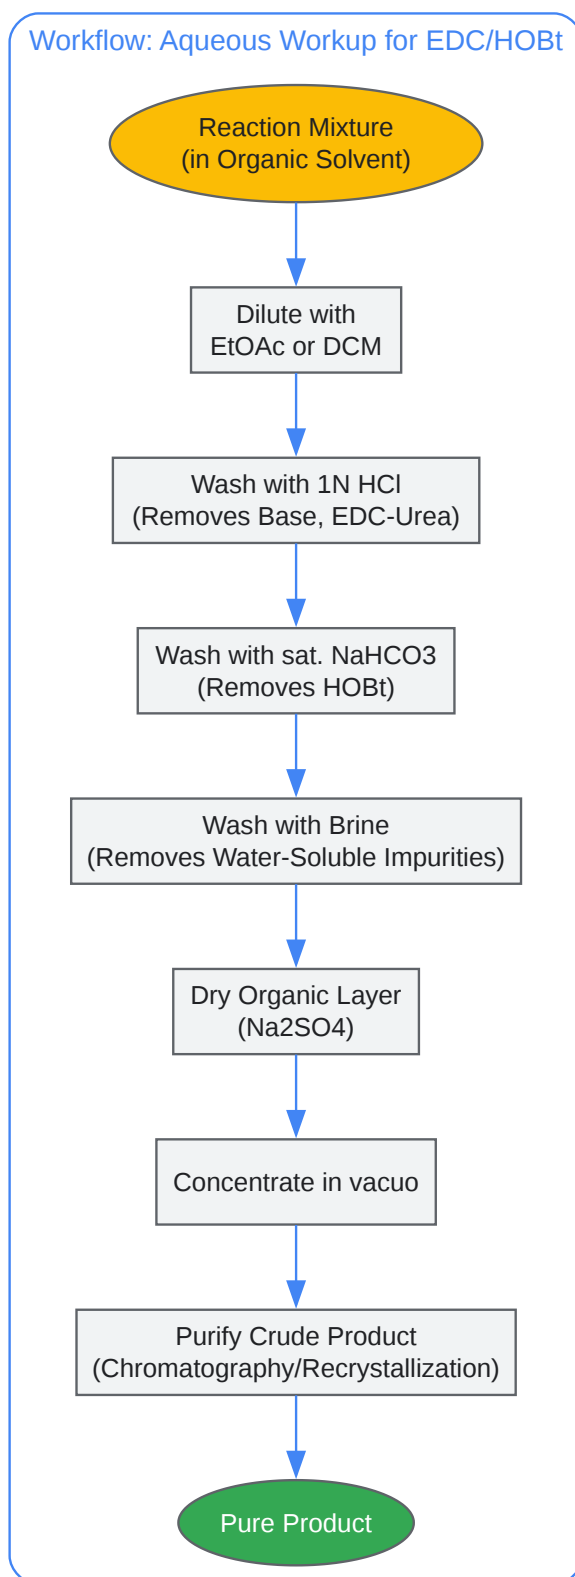 Workflow: Aqueous Workup for EDC/HOBt
Reaction Mixture
(in Organic Solvent)
Dilute with
EtOAc or DCM
Wash with 1N HCl
(Removes Base, EDC-Urea)
Wash with sat. NaHCO3
(Removes HOBt)
Wash with Brine
(Removes Water-Soluble Impurities)
Dry Organic Layer
(Na2SO4)
Concentrate in vacuo
Purify Crude Product
(Chromatography/Recrystallization)
Pure Product